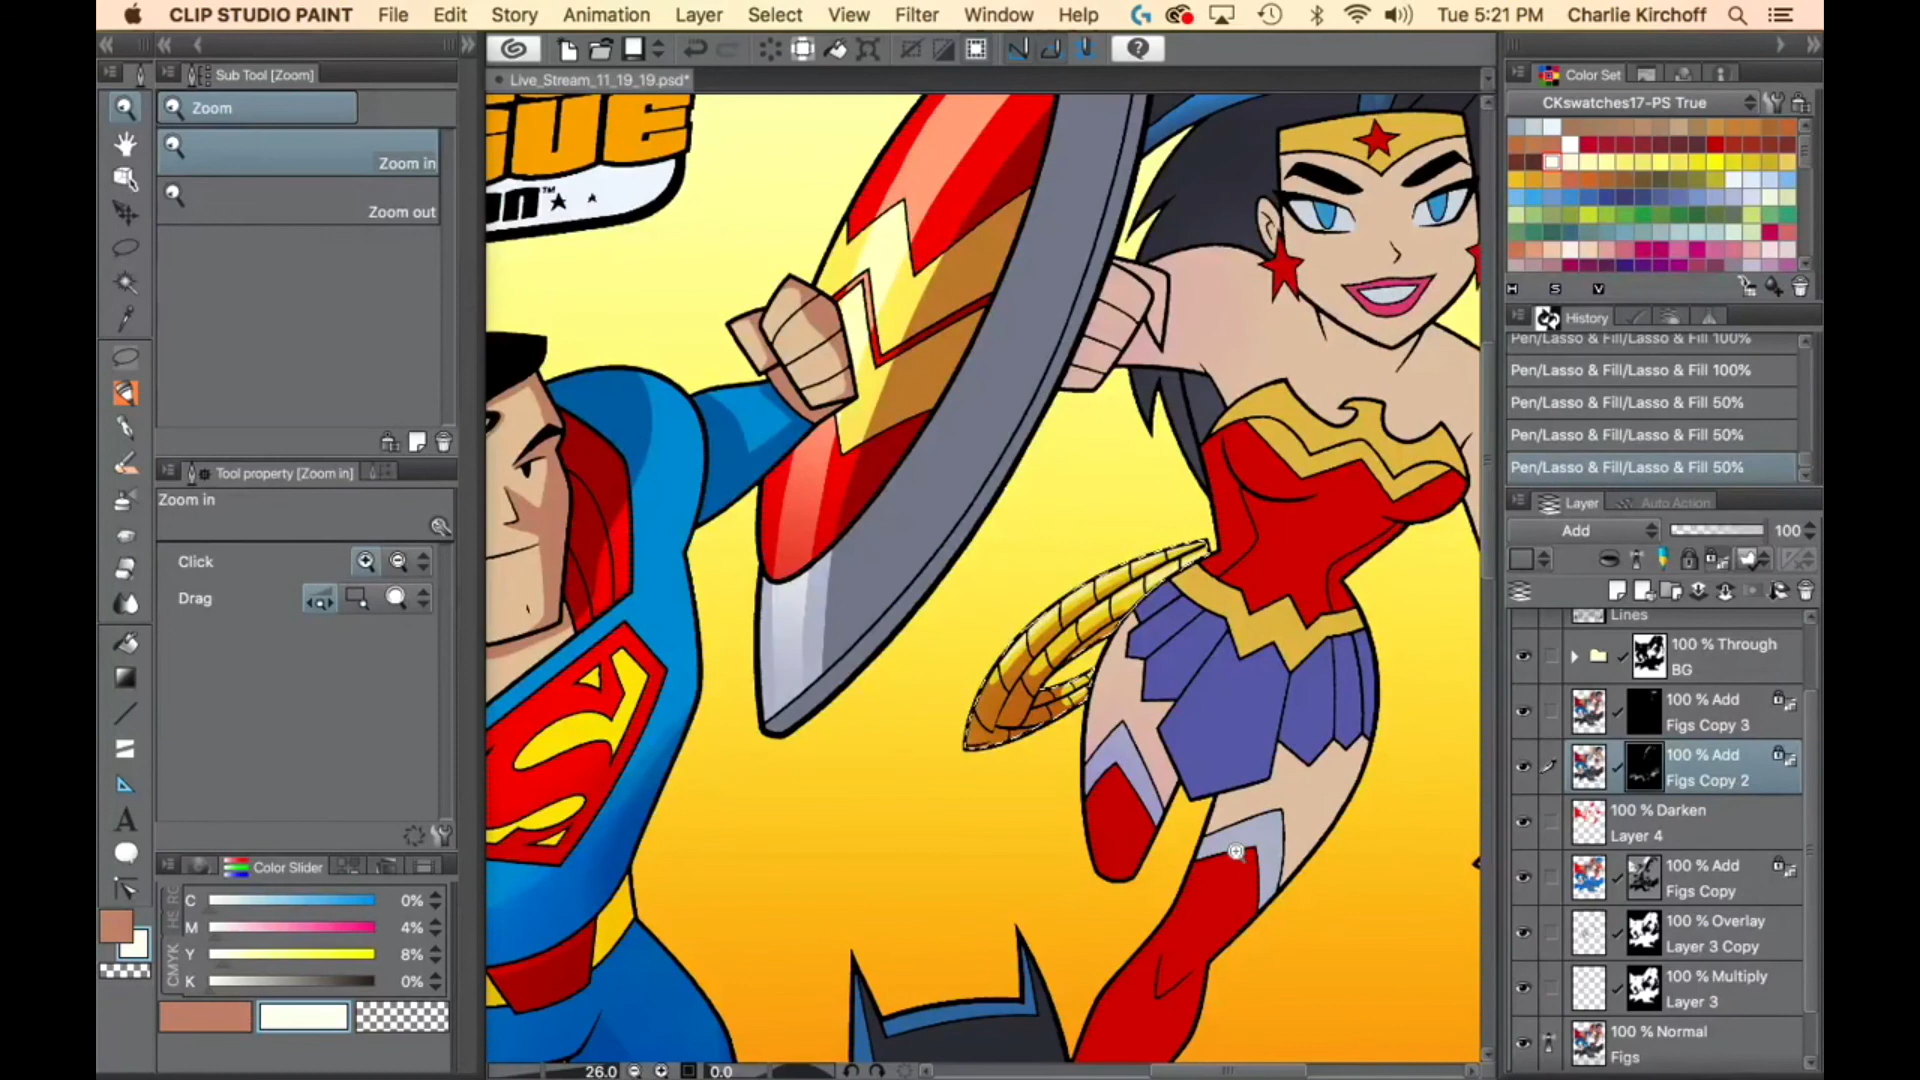 CLIP STUDIO PAINT File Edit Story Animation Layer Select View Filter Window Help Tue 5:21 PM Charlie Kirchoff
Sub Tool [Zoom]
Live_Stream_11_19_19.psd*
Color Set
Zoom
CKswatches17-PS True
Zoom in
Zoom out
H S V
History
Pen/Lasso & Fill/Lasso & Fill 100%
Pen/Lasso & Fill/Lasso & Fill 100%
Pen/Lasso & Fill/Lasso & Fill 50%
Pen/Lasso & Fill/Lasso & Fill 50%
Pen/Lasso & Fill/Lasso & Fill 50%
Tool property [Zoom in]
Zoom in
Layer Auto Action
Add 100
Click
Drag
Lines
100 % Through
BG
100 % Add
Figs Copy 3
100 % Add
Figs Copy 2
100 % Darken
Layer 4
100 % Add
Figs Copy
100 % Overlay
Layer 3 Copy
100 % Multiply
Layer 3
100 % Normal
Figs
Color Slider
C 0%
M 4%
Y 8%
K 0%
CMYK
A
S
TM
26.0 0.0